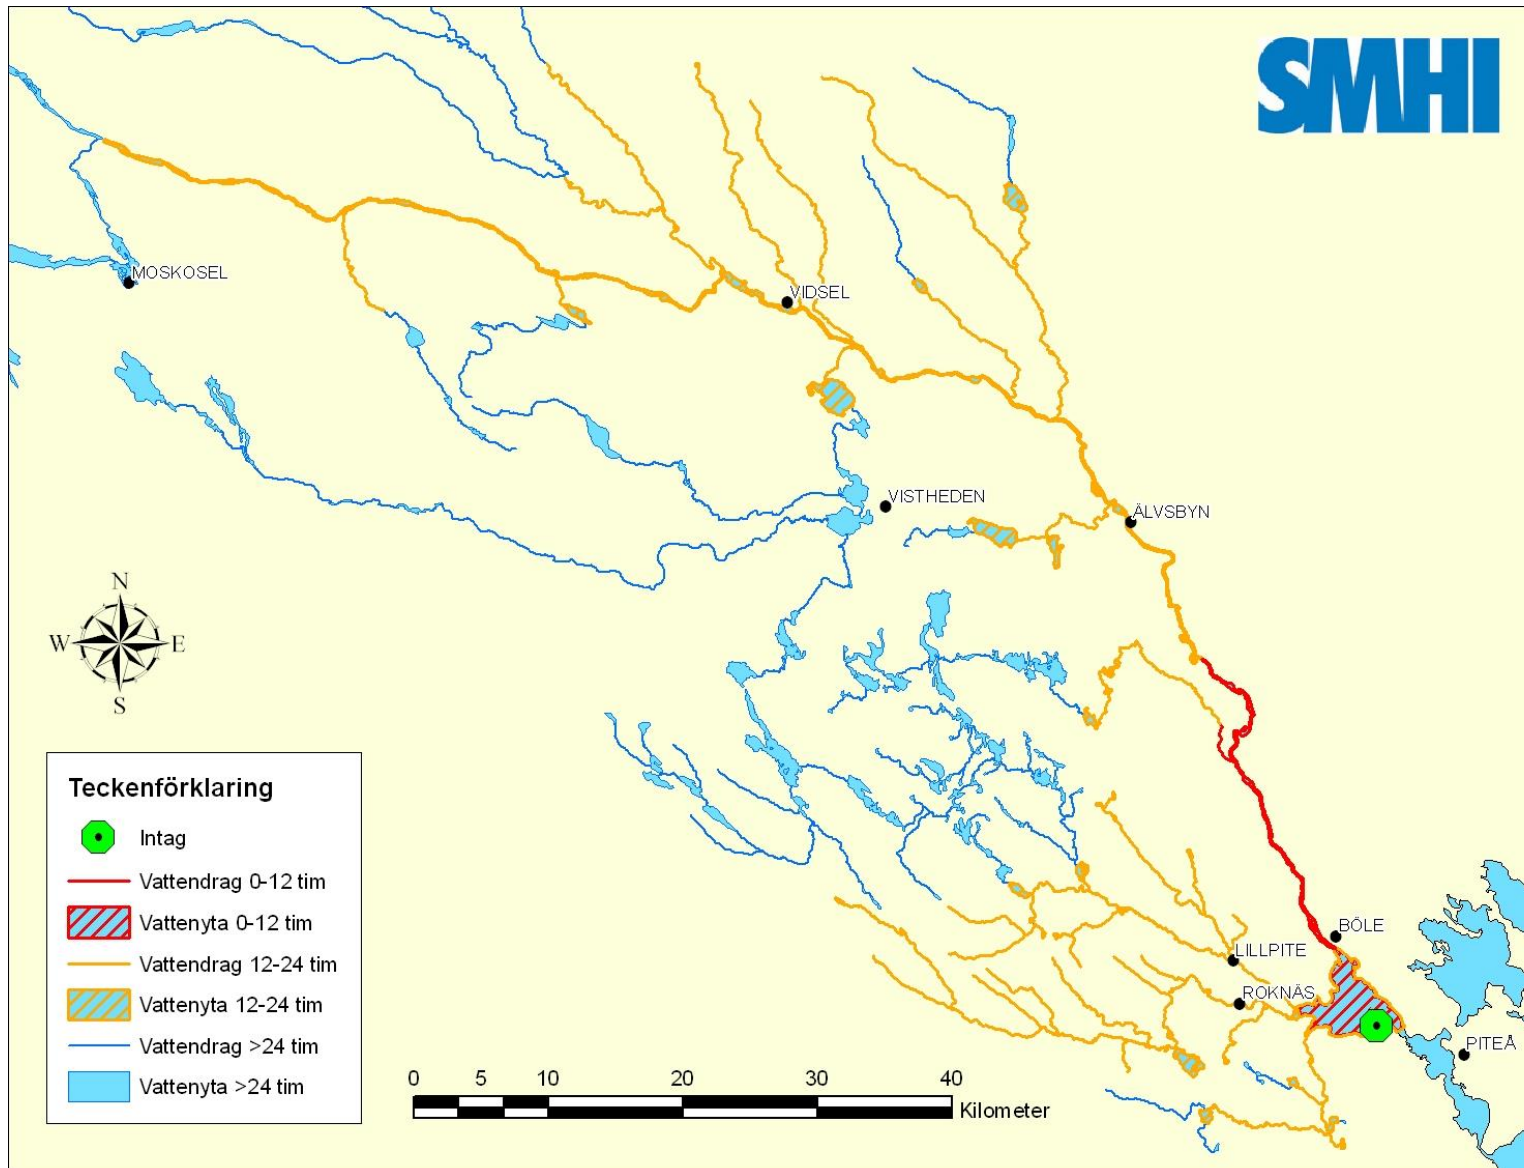 SMHI
MOSKOSEL
VIDSEL
VISTHEDEN
ÄLVSBYN
N
W E
S
BÖLE
LILLPITE
ROKNÄS
PITEÅ
Teckenförklaring
Intag
Vattendrag 0-12 tim
Vattenyta 0-12 tim
Vattendrag 12-24 tim
Vattenyta 12-24 tim
Vattendrag >24 tim
Vattenyta >24 tim
0 5 10 20 30 40
Kilometer